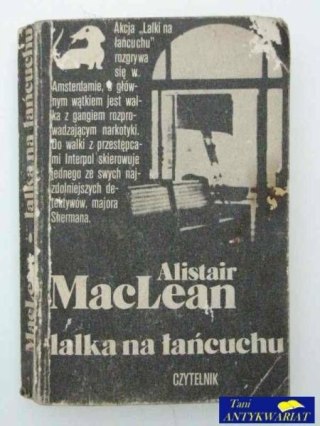 Akcja „Lalki na
łańcuchu"
rozgrywa
się w
Amsterdamie, a głów-
nym wątkiem jest wal-
ka z gangiem rozpro-
wadzającym narkotyki.
Do walki z przestępca-
mi Interpol skierowuje
jednego ze swych naj-
zdolniejszych de-
tektywów, majora
Shermana.
Alistair
MacLean
lalka na łańcuchu
CZYTELNIK
MacLean - lalka na łańcuchu
Tani
ANTYKWARIAT